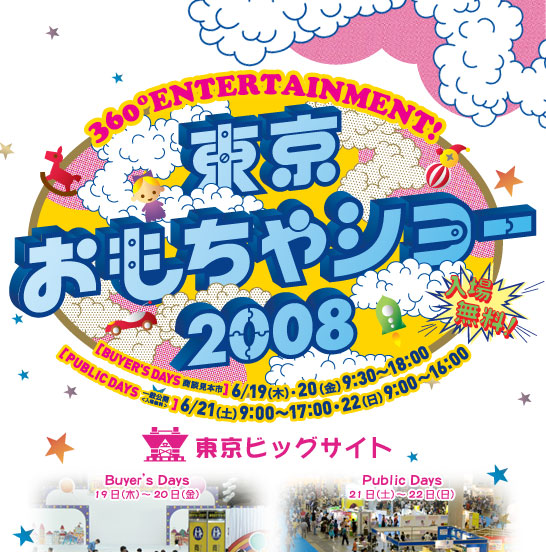 360°ENTERTAINMENT!
東京
おもちゃショー
2008
入場
無料!
[BUYER'S DAYS 商談見本市] 6/19(木)・20(金) 9:30〜18:00
[PUBLIC DAYS 一般公開 <入場無料>] 6/21(土) 9:00〜17:00・22(日) 9:00〜16:00
東京ビッグサイト
Buyer's Days
19日(木)〜20日(金)
Public Days
21日(土)〜22日(日)